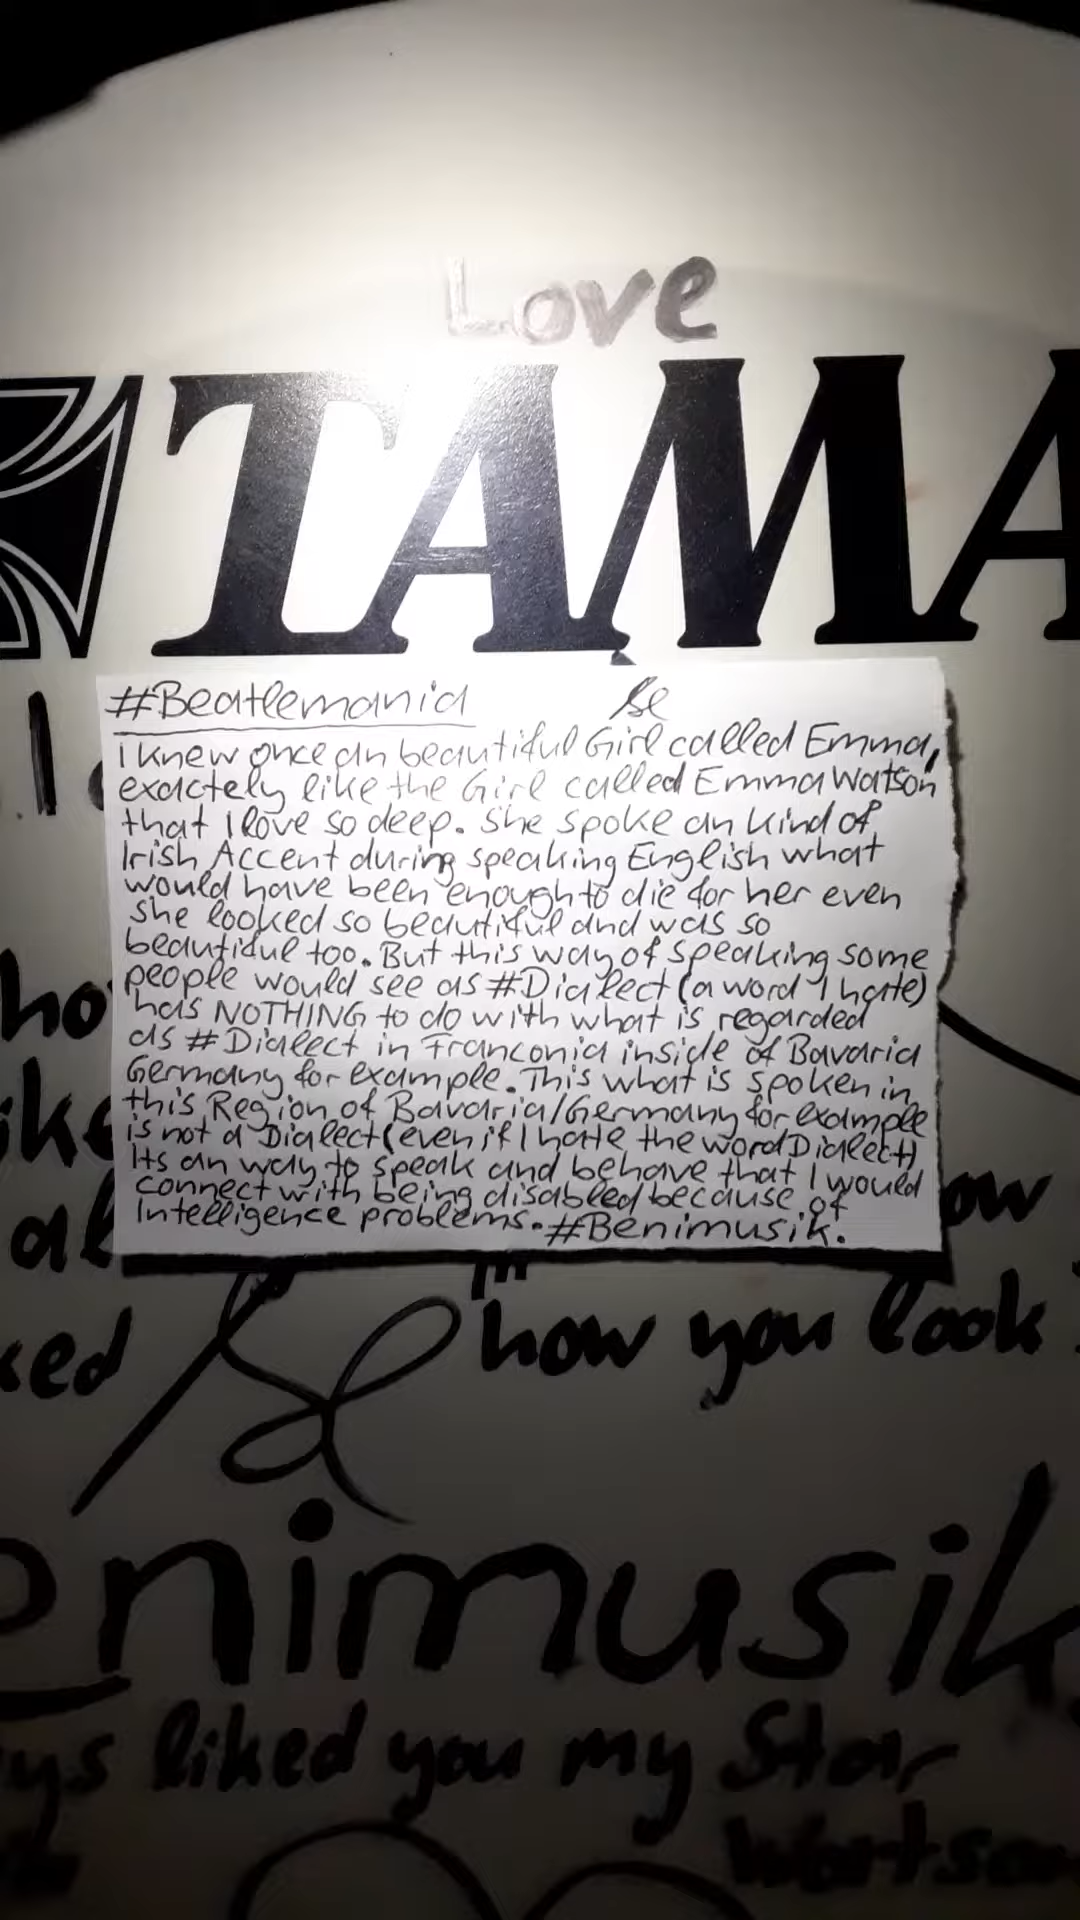 Love
TAMA
#Beatlemania
I knew once an beautiful Girl called Emma,
exactely like the Girl called Emma Watson
that I love so deep. She spoke an kind of
Irish Accent during speaking English what
would have been enough to die for her even
she looked so beautiful and was so
beautiful too. But this way of speaking some
people would see as #Dialect (a word I hate)
has NOTHING to do with what is regarded
as #Dialect in Franconia inside of Bavaria
Germany for example. This what is spoken in
this Region of Bavaria/Germany for example
is not a Dialect (even if I hate the word Dialect)
Its an way to speak and behave that I would
connect with being disabled because of
Intelligence problems. #Benimusik.
how you look
enimusik
ys liked you my Star
Watson